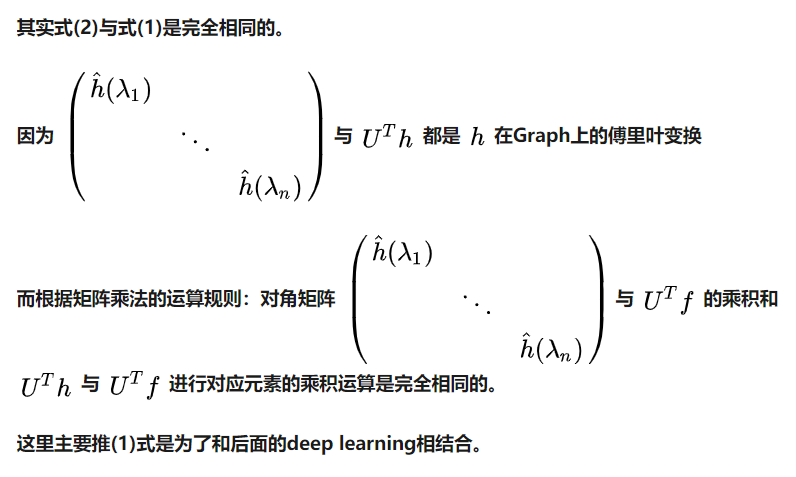 其实式(2)与式(1)是完全相同的。
因为 \begin{pmatrix} \hat{h}(\lambda_1) & & \\ & \ddots & \\ & & \hat{h}(\lambda_n) \end{pmatrix} 与 U^T h 都是 h 在Graph上的傅里叶变换
而根据矩阵乘法的运算规则：对角矩阵 \begin{pmatrix} \hat{h}(\lambda_1) & & \\ & \ddots & \\ & & \hat{h}(\lambda_n) \end{pmatrix} 与 U^T f 的乘积和
U^T h 与 U^T f 进行对应元素的乘积运算是完全相同的。
这里主要推(1)式是为了和后面的deep learning相结合。